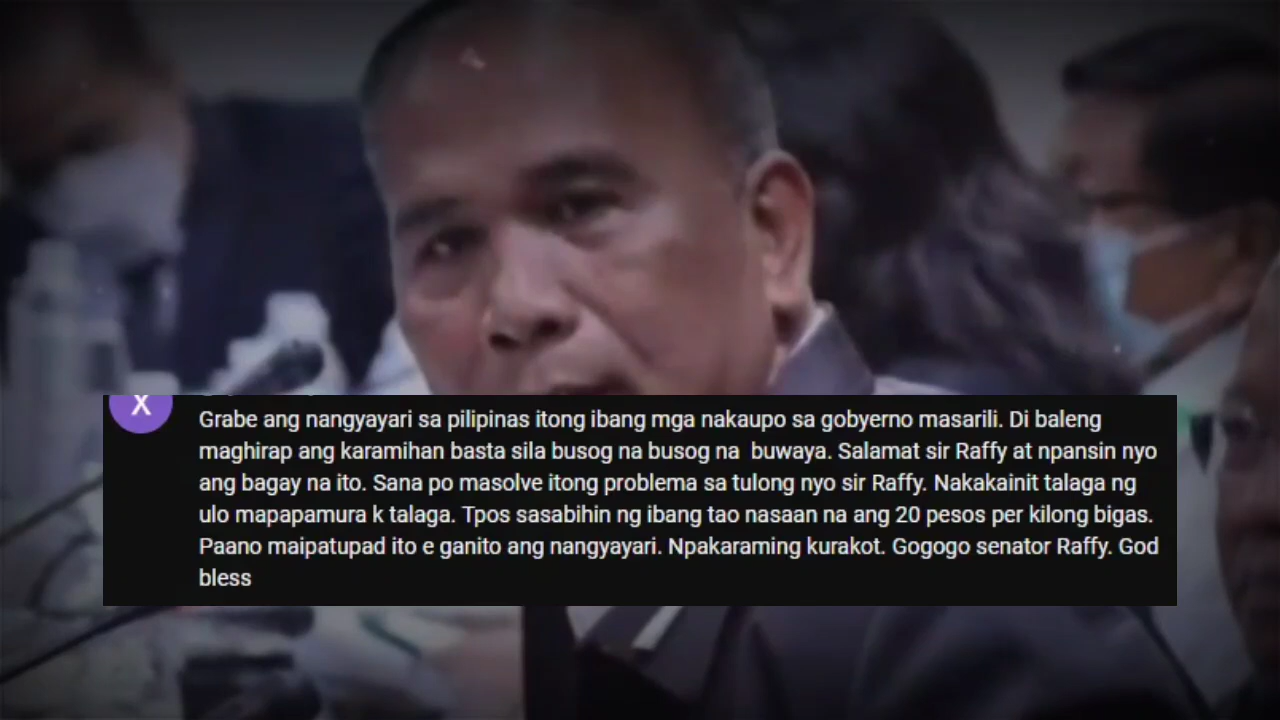 X
Grabe ang nangyayari sa pilipinas itong ibang mga nakaupo sa gobyerno masarili. Di baleng
maghirap ang karamihan basta sila busog na busog na  buwaya. Salamat sir Raffy at npansin nyo
ang bagay na ito. Sana po masolve itong problema sa tulong nyo sir Raffy. Nakakainit talaga ng
ulo mapapamura k talaga. Tpos sasabihin ng ibang tao nasaan na ang 20 pesos per kilong bigas.
Paano maipatupad ito e ganito ang nangyayari. Npakaraming kurakot. Gogogo senator Raffy. God
bless